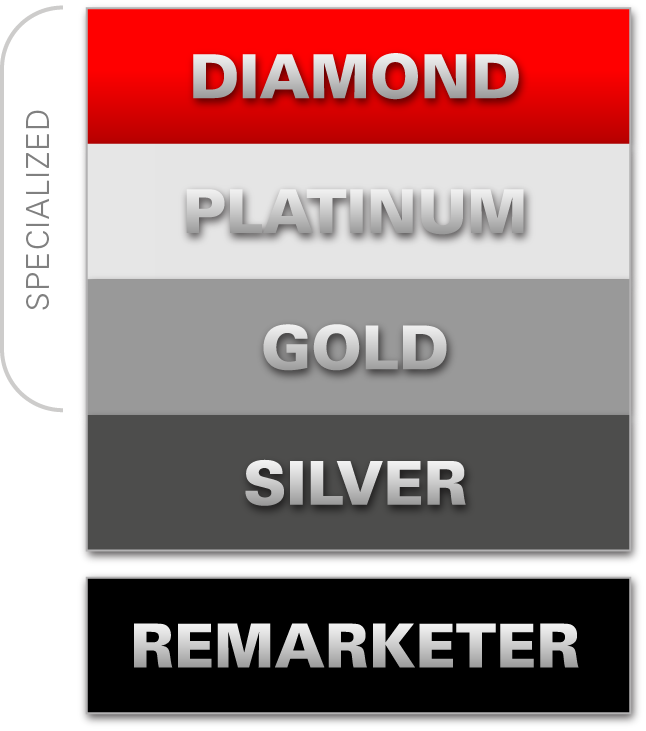 SPECIALIZED
DIAMOND
PLATINUM
GOLD
SILVER
REMARKETER